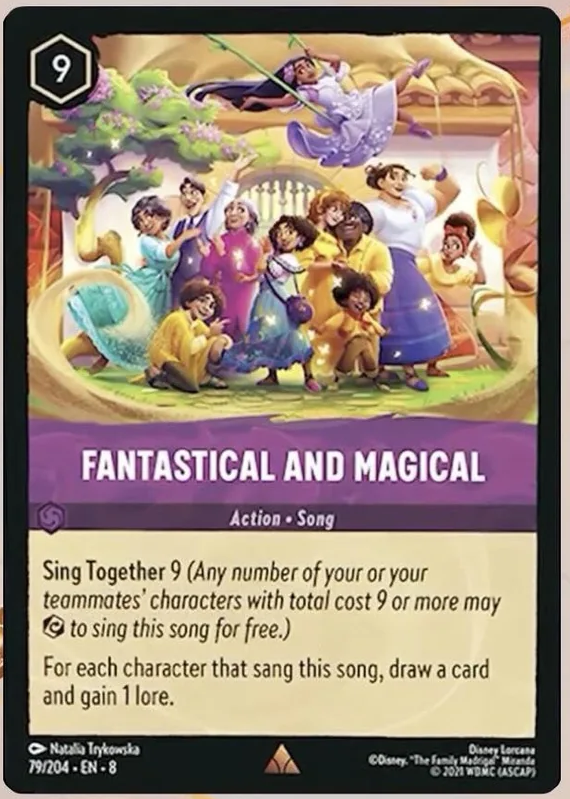 9
FANTASTICAL AND MAGICAL
Action • Song
Sing Together 9 (Any number of your or your
teammates' characters with total cost 9 or more may
to sing this song for free.)
For each character that sang this song, draw a card
and gain 1 lore.
Natalia Trykowska
79/204 • EN • 8
Disney Lorcana
©Disney. "The Family Madrigal" Miranda
© 2021 WDMC (ASCAP)